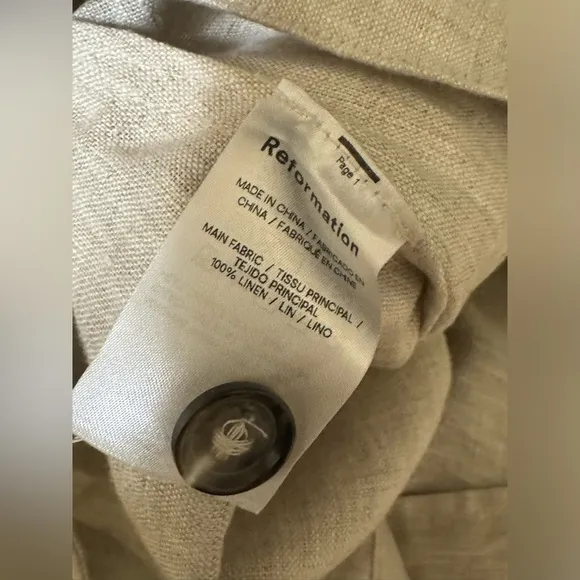 Page 1
Reformation
MADE IN CHINA / FABRICADO EN
CHINA / FABRIQUÉ EN CHINE
MAIN FABRIC / TISSU PRINCIPAL /
TEJIDO PRINCIPAL
100% LINEN / LIN / LINO